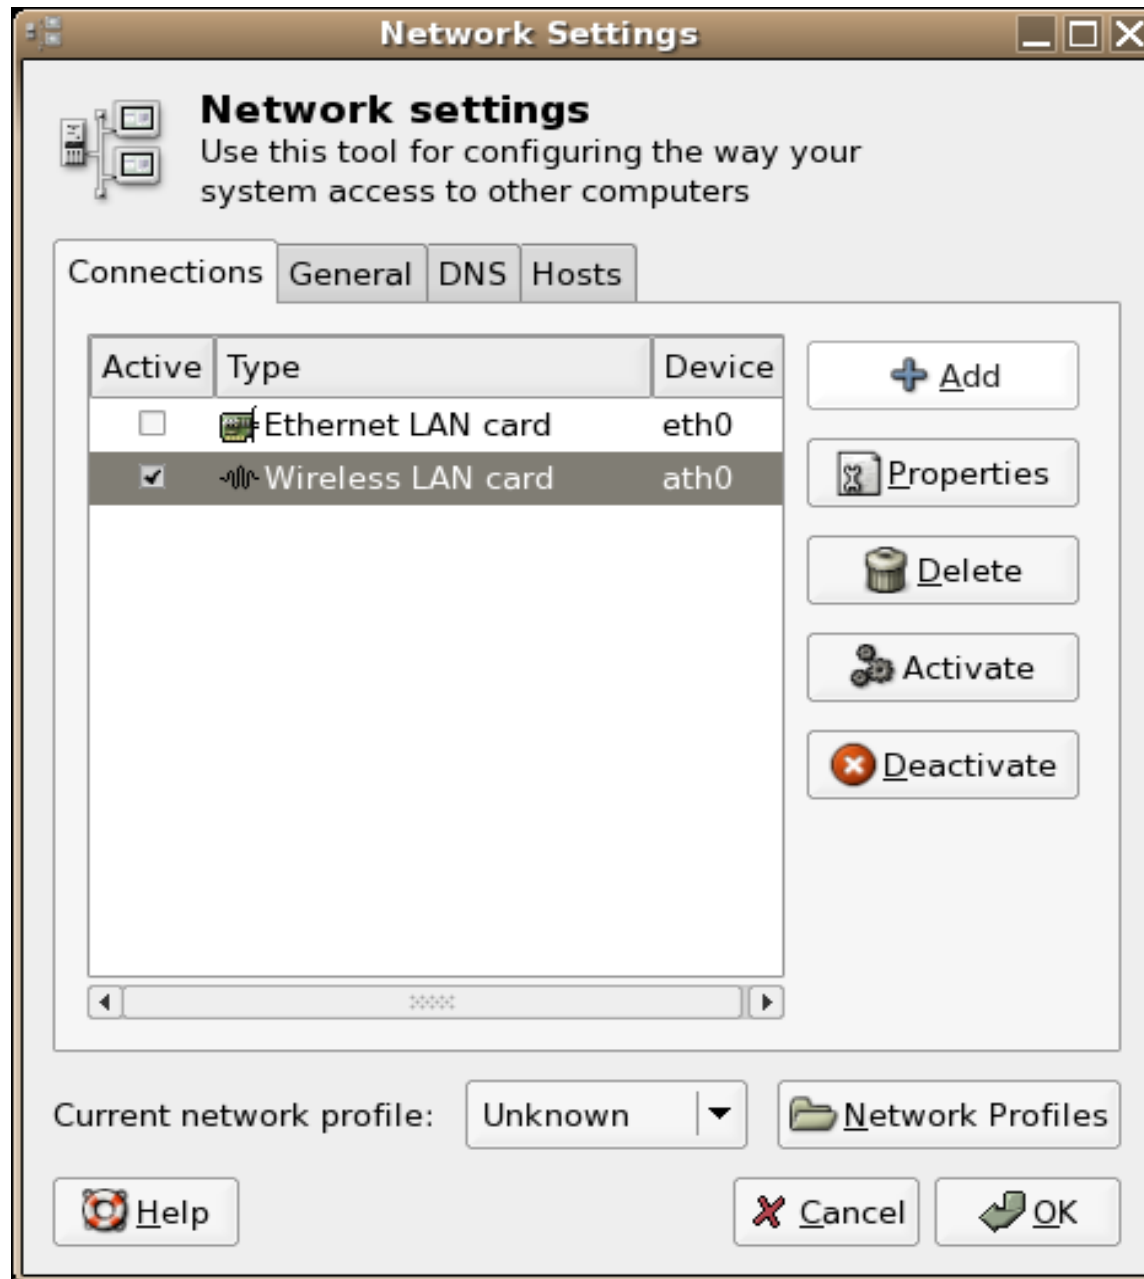 Network Settings
Network settings
Use this tool for configuring the way your
system access to other computers
Connections General DNS Hosts
Active Type Device
Ethernet LAN card eth0
Wireless LAN card ath0
Add
Properties
Delete
Activate
Deactivate
Current network profile: Unknown Network Profiles
Help Cancel OK